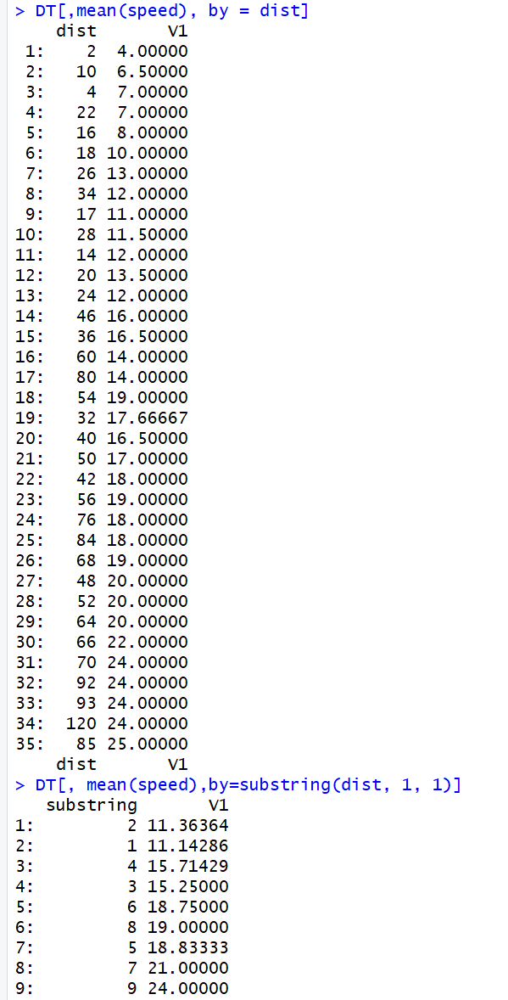 > DT[,mean(speed), by = dist]
dist V1
1: 2 4.00000
2: 10 6.50000
3: 4 7.00000
4: 22 7.00000
5: 16 8.00000
6: 18 10.00000
7: 26 13.00000
8: 34 12.00000
9: 17 11.00000
10: 28 11.50000
11: 14 12.00000
12: 20 13.50000
13: 24 12.00000
14: 46 16.00000
15: 36 16.50000
16: 60 14.00000
17: 80 14.00000
18: 54 19.00000
19: 32 17.66667
20: 40 16.50000
21: 50 17.00000
22: 42 18.00000
23: 56 19.00000
24: 76 18.00000
25: 84 18.00000
26: 68 19.00000
27: 48 20.00000
28: 52 20.00000
29: 64 20.00000
30: 66 22.00000
31: 70 24.00000
32: 92 24.00000
33: 93 24.00000
34: 120 24.00000
35: 85 25.00000
dist V1
> DT[, mean(speed),by=substring(dist, 1, 1)]
substring V1
1: 2 11.36364
2: 1 11.14286
3: 4 15.71429
4: 3 15.25000
5: 6 18.75000
6: 8 19.00000
7: 5 18.83333
8: 7 21.00000
9: 9 24.00000